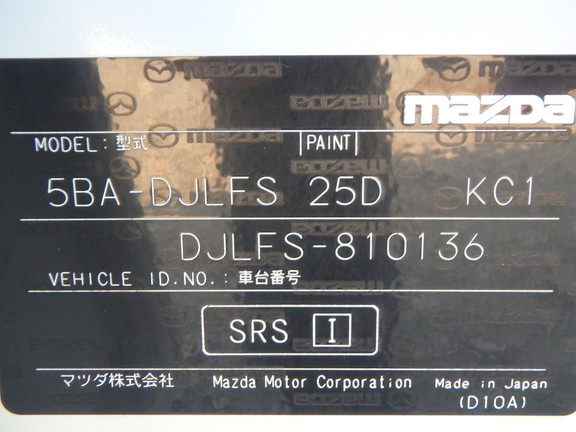 mazda
MODEL: 型式 PAINT
5BA-DJLFS 25D KC1
DJLFS-810136
VEHICLE ID.NO.: 車台番号
SRS I
マツダ株式会社 Mazda Motor Corporation Made in Japan
(D10A)